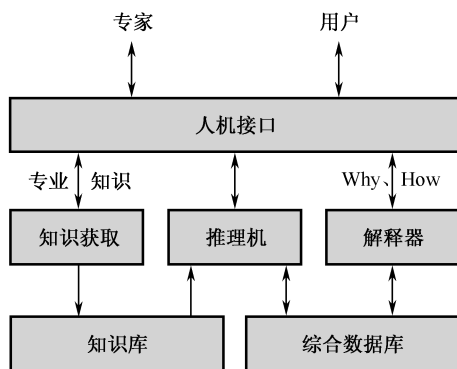 专家 用户
人机接口
专业 知识 Why、How
知识获取 推理机 解释器
知识库 综合数据库